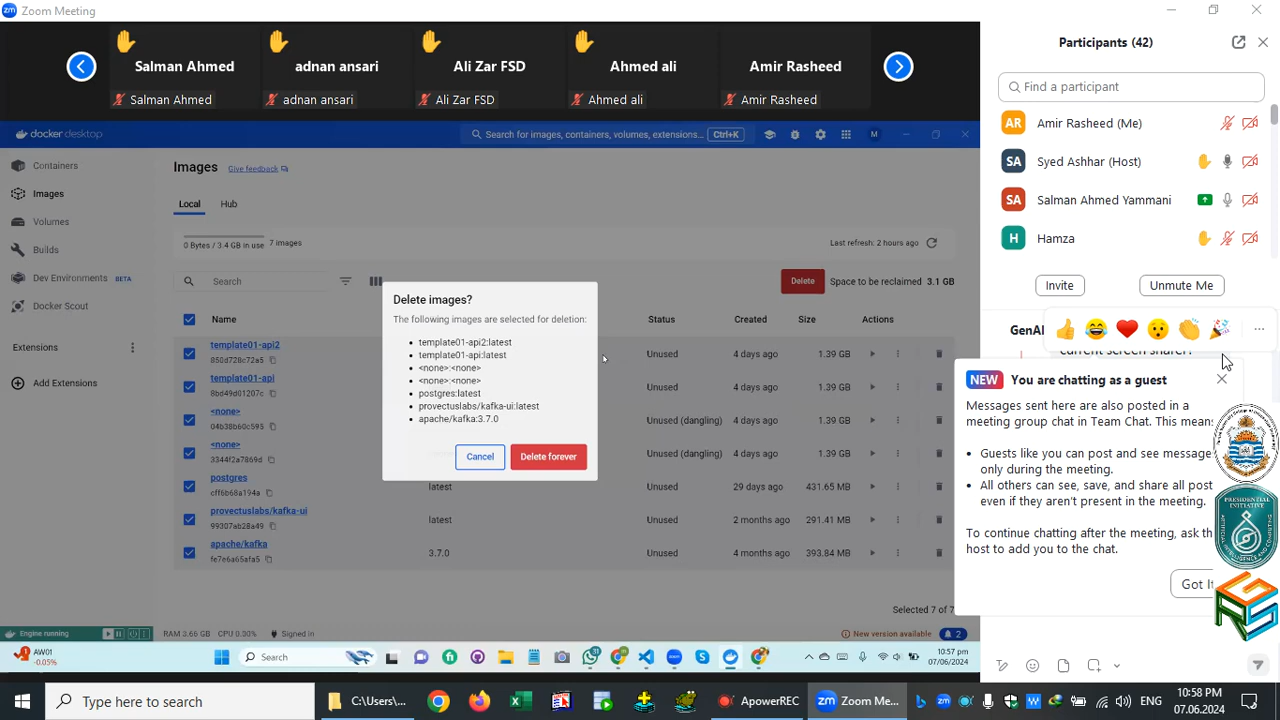 Zoom Meeting
Salman Ahmed
adnan ansari
Ali Zar FSD
Ahmed ali
Amir Rasheed
Salman Ahmed
adnan ansari
Ali Zar FSD
Ahmed ali
Amir Rasheed
Participants (42)
Find a participant
AR Amir Rasheed (Me)
SA Syed Ashhar (Host)
SA Salman Ahmed Yammani
H Hamza
Invite
Unmute Me
docker desktop
Search for images, containers, volumes, extensions... Ctrl+K
M
Containers
Images
Volumes
Builds
Dev Environments BETA
Docker Scout
Extensions
Add Extensions
Images Give feedback
Local Hub
0 Bytes / 3.4 GB in use 7 images
Last refresh: 2 hours ago
Search
Delete Space to be reclaimed 3.1 GB
Name Status Created Size Actions
template01-api2
850d728c72a5
Unused 4 days ago 1.39 GB
template01-api
8bd49d01207c
Unused 4 days ago 1.39 GB
<none>
04b38b60c595
Unused (dangling) 4 days ago 1.39 GB
<none>
3344f2a7869d
Unused (dangling) 4 days ago 1.39 GB
postgres
cff6b68a194a
latest Unused 29 days ago 431.65 MB
provectuslabs/kafka-ui
99307ab28a49
latest Unused 2 months ago 291.41 MB
apache/kafka
fe7e6a65afa5
3.7.0 Unused 4 months ago 393.84 MB
Selected 7 of 7
Delete images?
The following images are selected for deletion:
template01-api2:latest
template01-api:latest
<none>:<none>
<none>:<none>
postgres:latest
provectuslabs/kafka-ui:latest
apache/kafka:3.7.0
Cancel
Delete forever
GenAI
current screen sharer?
NEW You are chatting as a guest
Messages sent here are also posted in a
meeting group chat in Team Chat. This means
Guests like you can post and see message
only during the meeting.
All others can see, save, and share all post
even if they aren't present in the meeting.
To continue chatting after the meeting, ask th
host to add you to the chat.
Got It
PRESIDENTIAL
INITIATIVE
Engine running
RAM 3.66 GB CPU 0.00% Signed in
New version available 2
AW01
-0.05%
Search
10:57 PM
07/06/2024
Type here to search
C:\Users\...
ApowerREC
Zoom Mee...
ENG
10:58 PM
07.06.2024